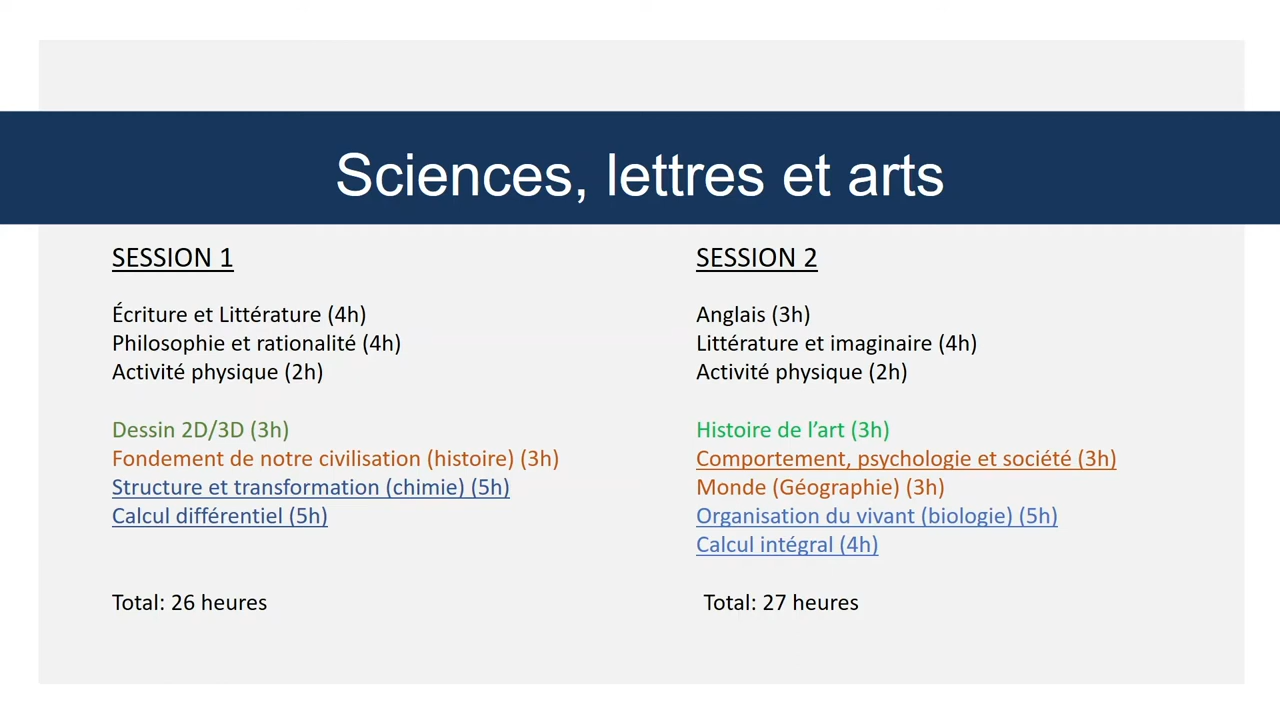 Sciences, lettres et arts
SESSION 1
Écriture et Littérature (4h)
Philosophie et rationalité (4h)
Activité physique (2h)
Dessin 2D/3D (3h)
Fondement de notre civilisation (histoire) (3h)
Structure et transformation (chimie) (5h)
Calcul différentiel (5h)
Total: 26 heures
SESSION 2
Anglais (3h)
Littérature et imaginaire (4h)
Activité physique (2h)
Histoire de l’art (3h)
Comportement, psychologie et société (3h)
Monde (Géographie) (3h)
Organisation du vivant (biologie) (5h)
Calcul intégral (4h)
Total: 27 heures